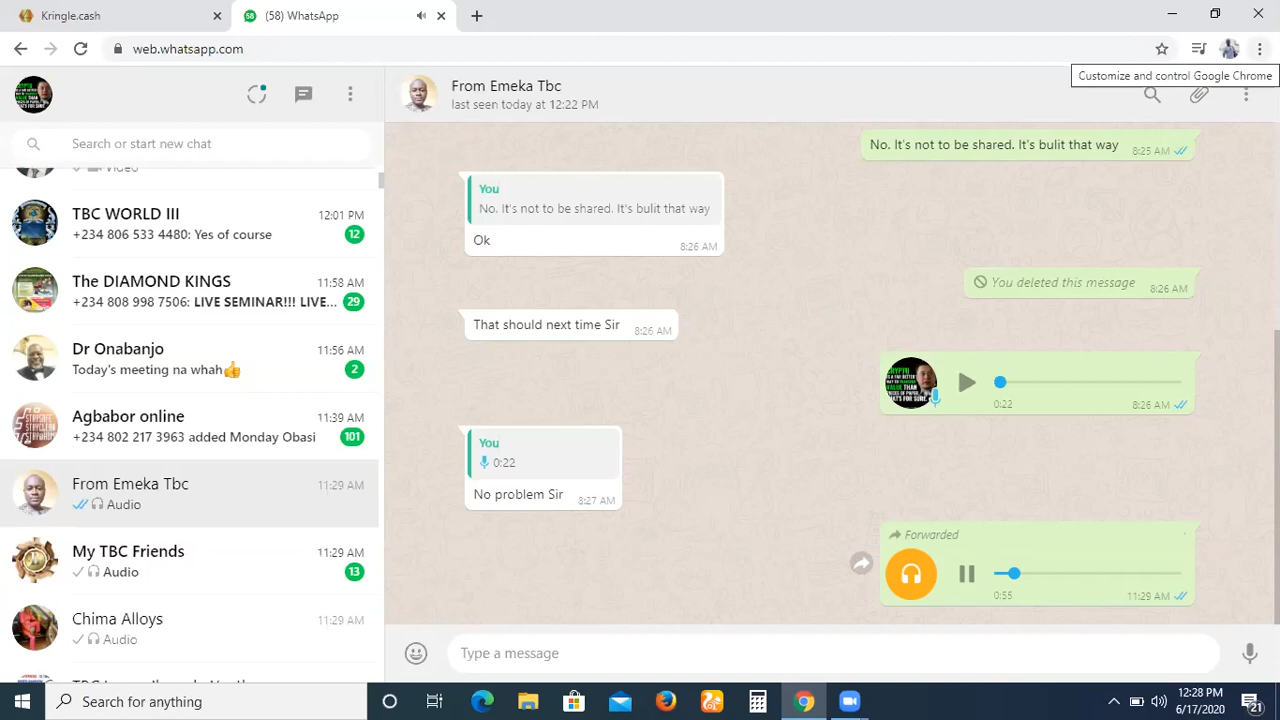 Kringle.cash
58
(58) WhatsApp
web.whatsapp.com
Customize and control Google Chrome
From Emeka Tbc
last seen today at 12:22 PM
Search or start new chat
Video
TBC WORLD III
12:01 PM
+234 806 533 4480: Yes of course
12
The DIAMOND KINGS
11:58 AM
+234 808 998 7506: LIVE SEMINAR!!! LIVE...
29
Dr Onabanjo
11:56 AM
Today's meeting na whah👍
2
Agbabor online
11:39 AM
+234 802 217 3963 added Monday Obasi
101
From Emeka Tbc
11:29 AM
Audio
My TBC Friends
11:29 AM
Audio
13
Chima Alloys
11:29 AM
Audio
No. It's not to be shared. It's bulit that way
8:25 AM
You
No. It's not to be shared. It's bulit that way
Ok
8:26 AM
You deleted this message
8:26 AM
That should next time Sir
8:26 AM
0:22
8:26 AM
You
0:22
No problem Sir
8:27 AM
Forwarded
0:55
11:29 AM
Type a message
Search for anything
12:28 PM
6/17/2020
21